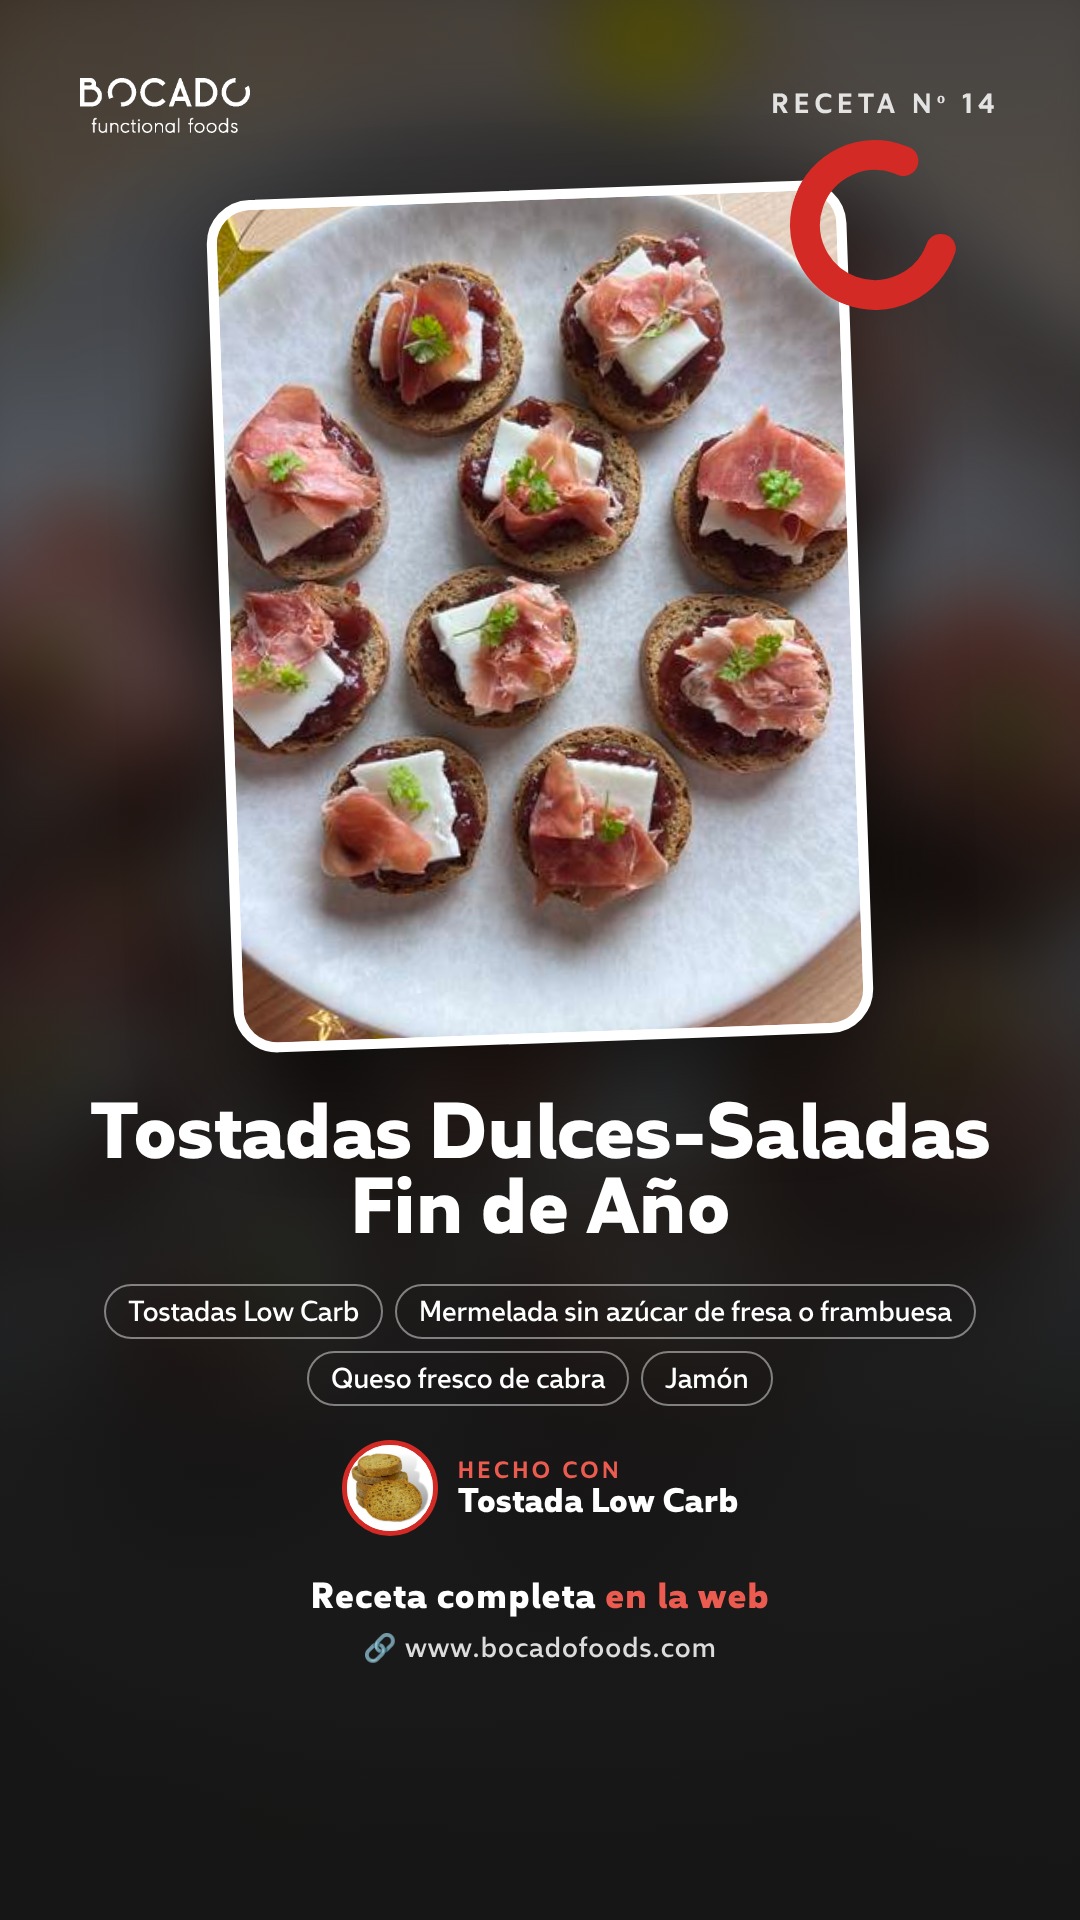 BOCADO
functional foods
RECETA Nº 14
Tostadas Dulces-Saladas
Fin de Año
Tostadas Low Carb
Mermelada sin azúcar de fresa o frambuesa
Queso fresco de cabra
Jamón
HECHO CON
Tostada Low Carb
Receta completa en la web
www.bocadofoods.com